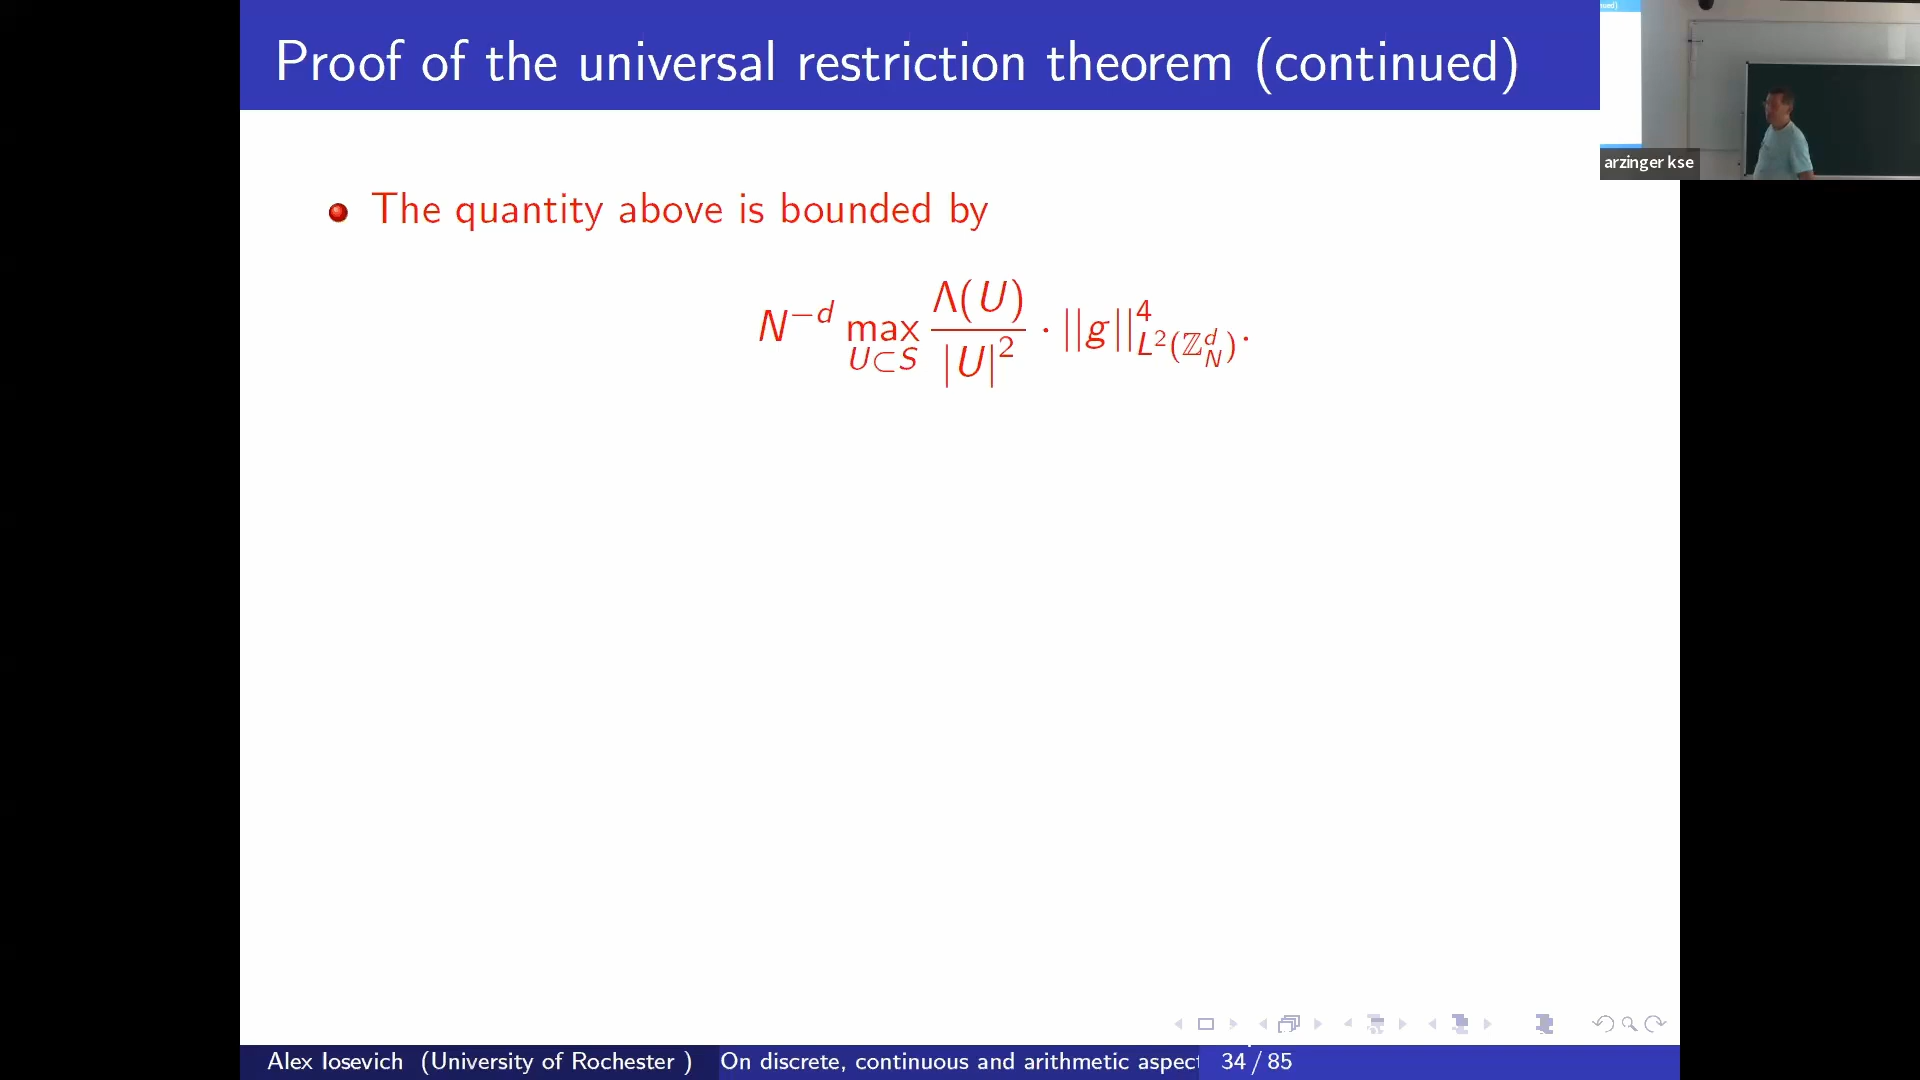 Proof of the universal restriction theorem (continued)
arzinger kse
The quantity above is bounded by
N^{-d} max_{U⊂S} Λ(U)/|U|^2 · ||g||^4_{L^2(ℤ^d_N)}.
Alex Iosevich (University of Rochester )
On discrete, continuous and arithmetic aspect
34 / 85